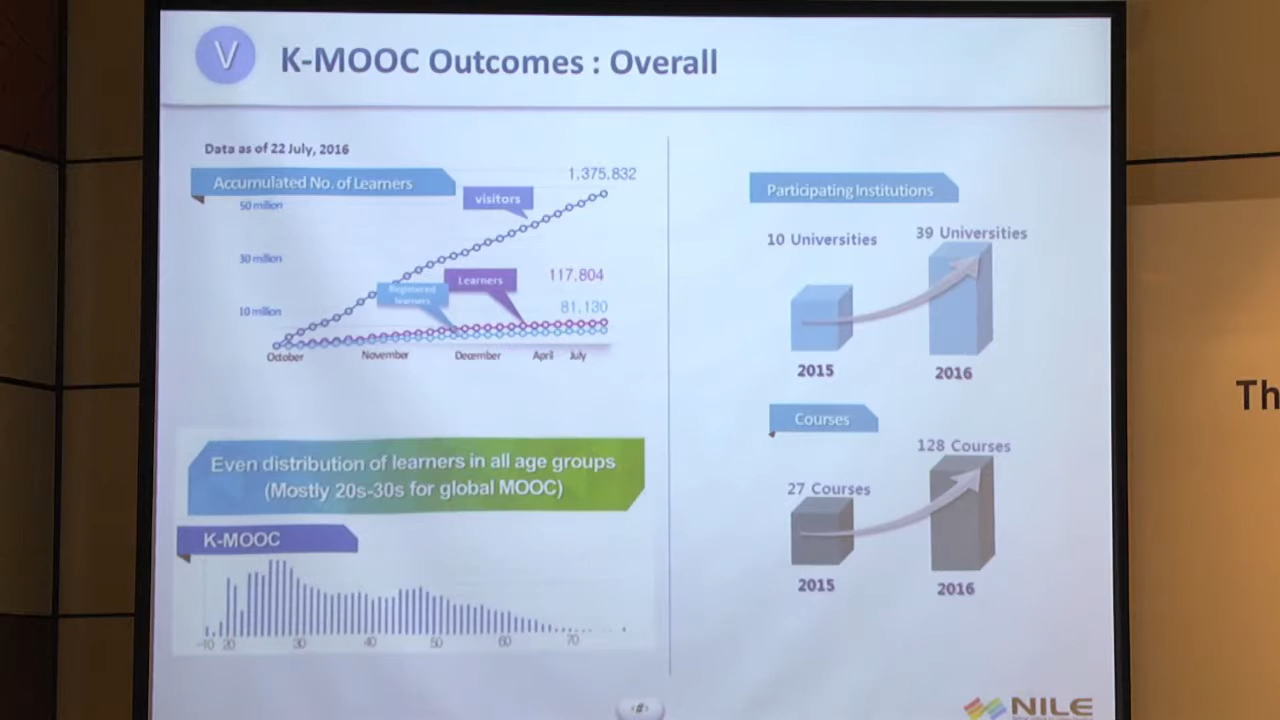 V
K-MOOC Outcomes : Overall
Data as of 22 July, 2016
Accumulated No. of Learners
1,375,832
visitors
50 million
30 million
Learners
117,804
Registered
learners
10 million
81,130
October
November
December
April
July
Even distribution of learners in all age groups
(Mostly 20s-30s for global MOOC)
K-MOOC
~10
20
30
40
50
60
70
Participating Institutions
10 Universities
39 Universities
2015
2016
Courses
27 Courses
128 Courses
2015
2016
‹#›
NILE
Th